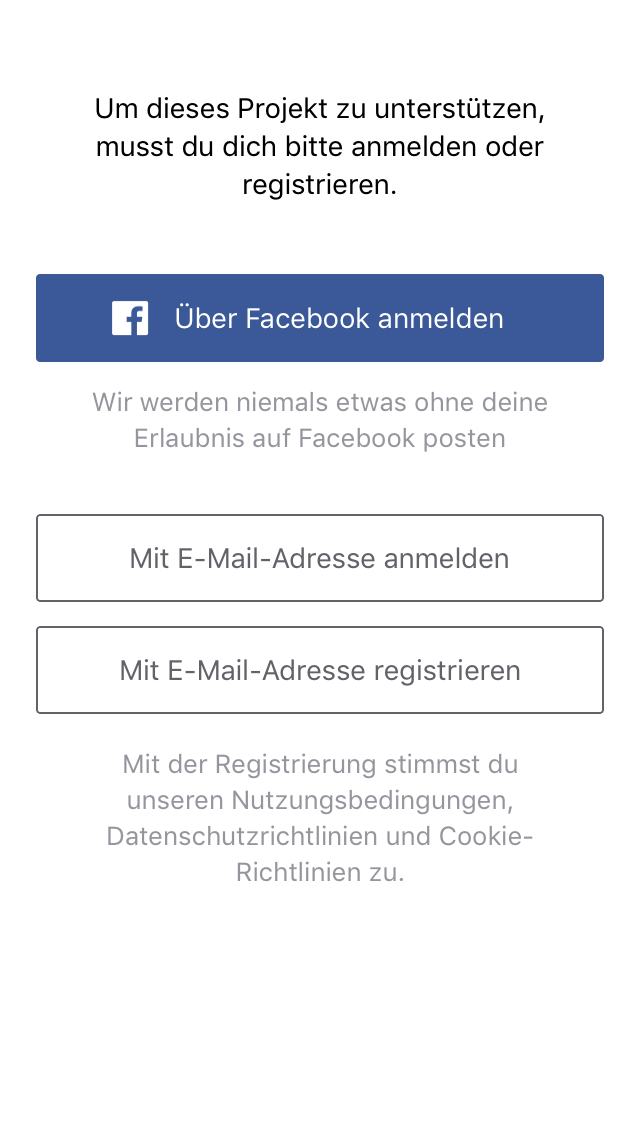 Um dieses Projekt zu unterstützen,
musst du dich bitte anmelden oder
registrieren.
Über Facebook anmelden
Wir werden niemals etwas ohne deine
Erlaubnis auf Facebook posten
Mit E-Mail-Adresse anmelden
Mit E-Mail-Adresse registrieren
Mit der Registrierung stimmst du
unseren Nutzungsbedingungen,
Datenschutzrichtlinien und Cookie-
Richtlinien zu.